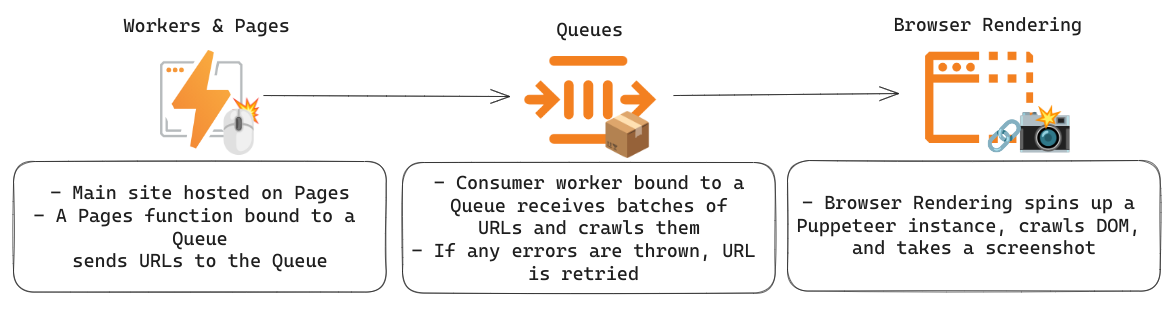 Workers & Pages
Queues
Browser Rendering
- Main site hosted on Pages
- A Pages function bound to a
Queue
sends URLs to the Queue
- Consumer worker bound to a
Queue receives batches of
URLs and crawls them
- If any errors are thrown, URL
is retried
- Browser Rendering spins up a
Puppeteer instance, crawls DOM,
and takes a screenshot